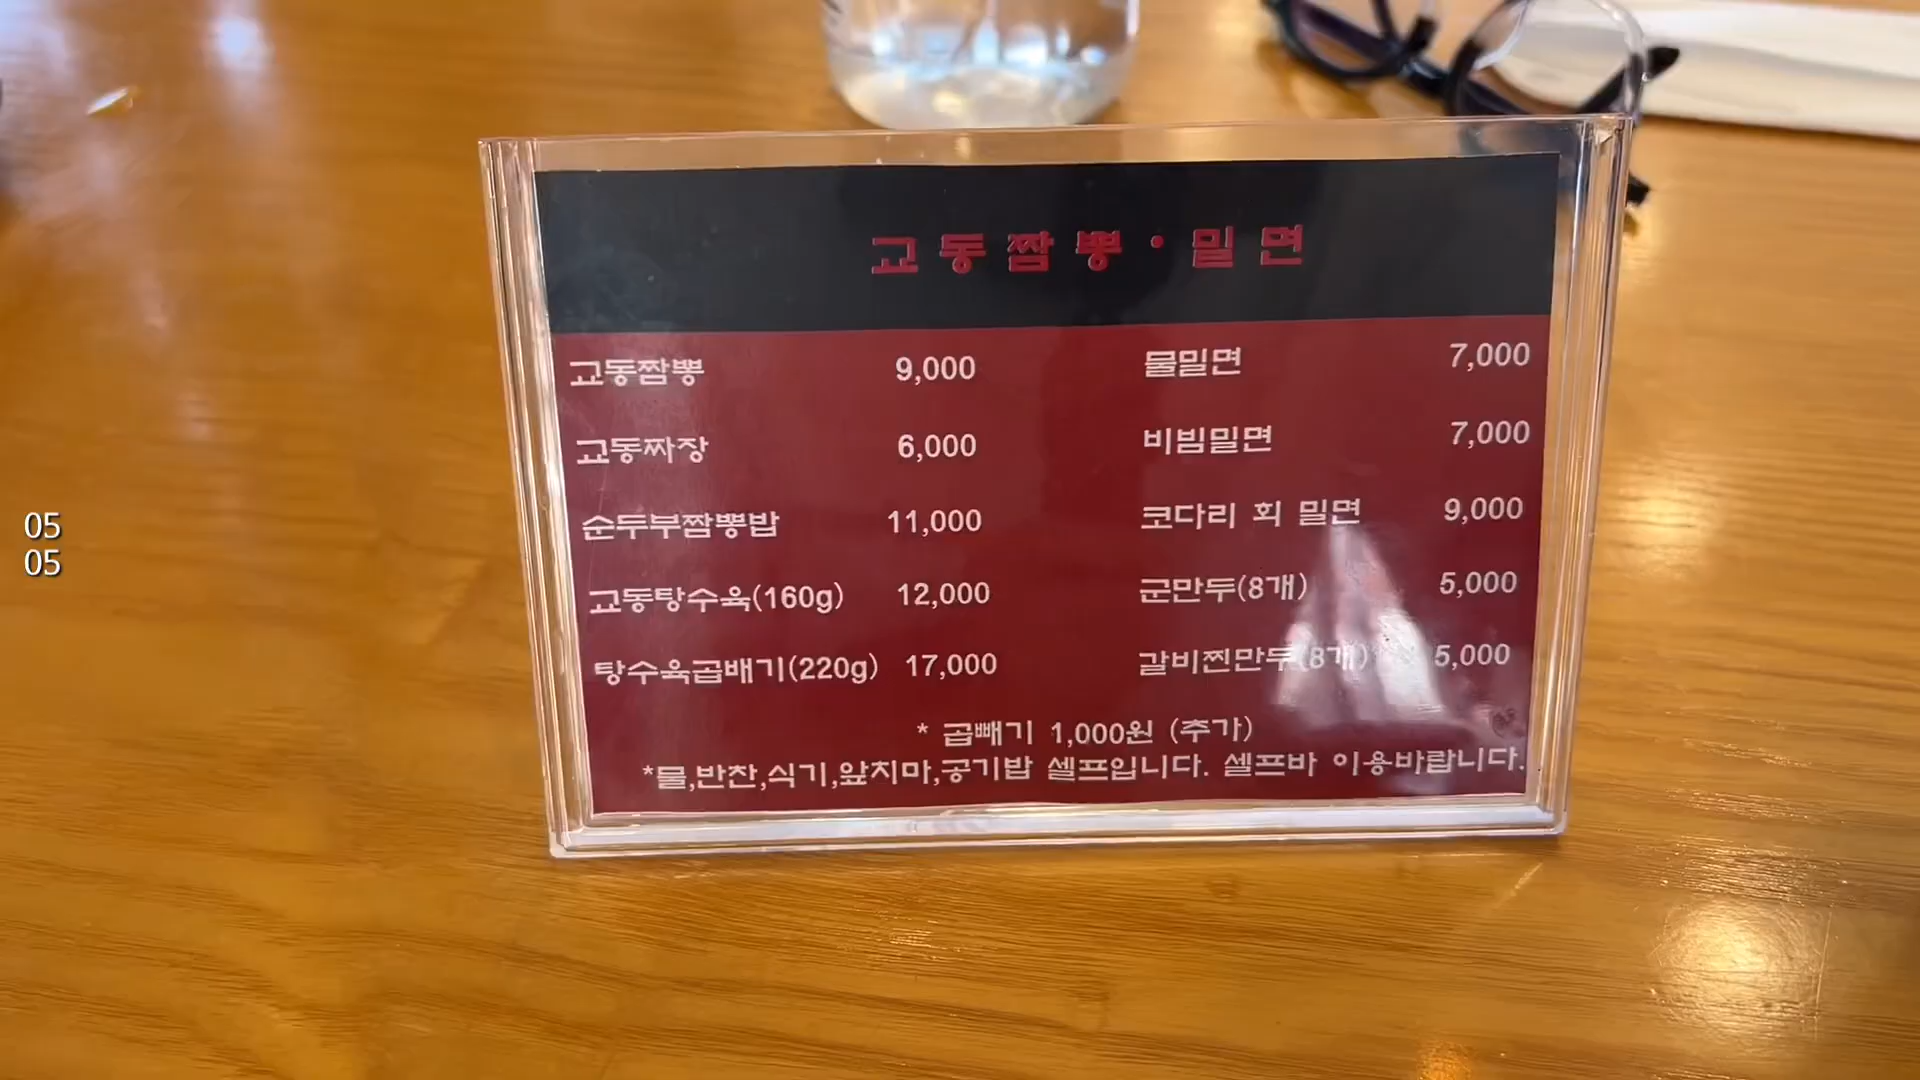 교동짬뽕·밀면
교동짬뽕 9,000
교동짜장 6,000
순두부짬뽕밥 11,000
교동탕수육(160g) 12,000
탕수육곱배기(220g) 17,000
물밀면 7,000
비빔밀면 7,000
코다리 회 밀면 9,000
군만두(8개) 5,000
갈비찐만두(8개) 5,000
* 곱빼기 1,000원 (추가)
*물,반찬,식기,앞치마,공기밥 셀프입니다. 셀프바 이용바랍니다.
05
05